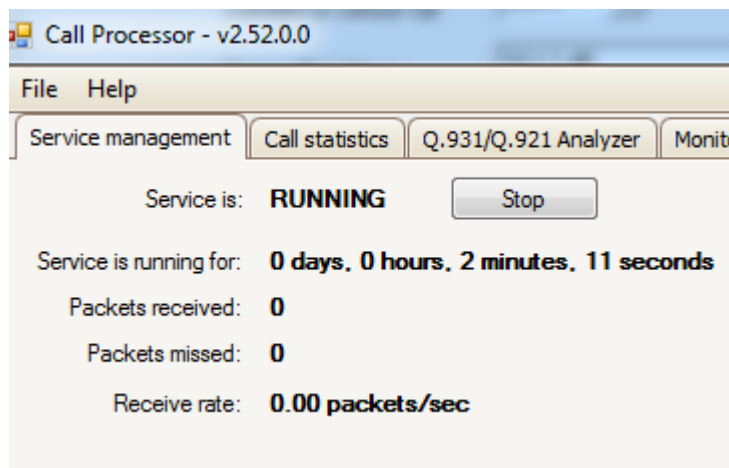 Call Processor - v2.52.0.0
File Help
Service management Call statistics Q.931/Q.921 Analyzer Monit
Service is: RUNNING Stop
Service is running for: 0 days, 0 hours, 2 minutes, 11 seconds
Packets received: 0
Packets missed: 0
Receive rate: 0.00 packets/sec